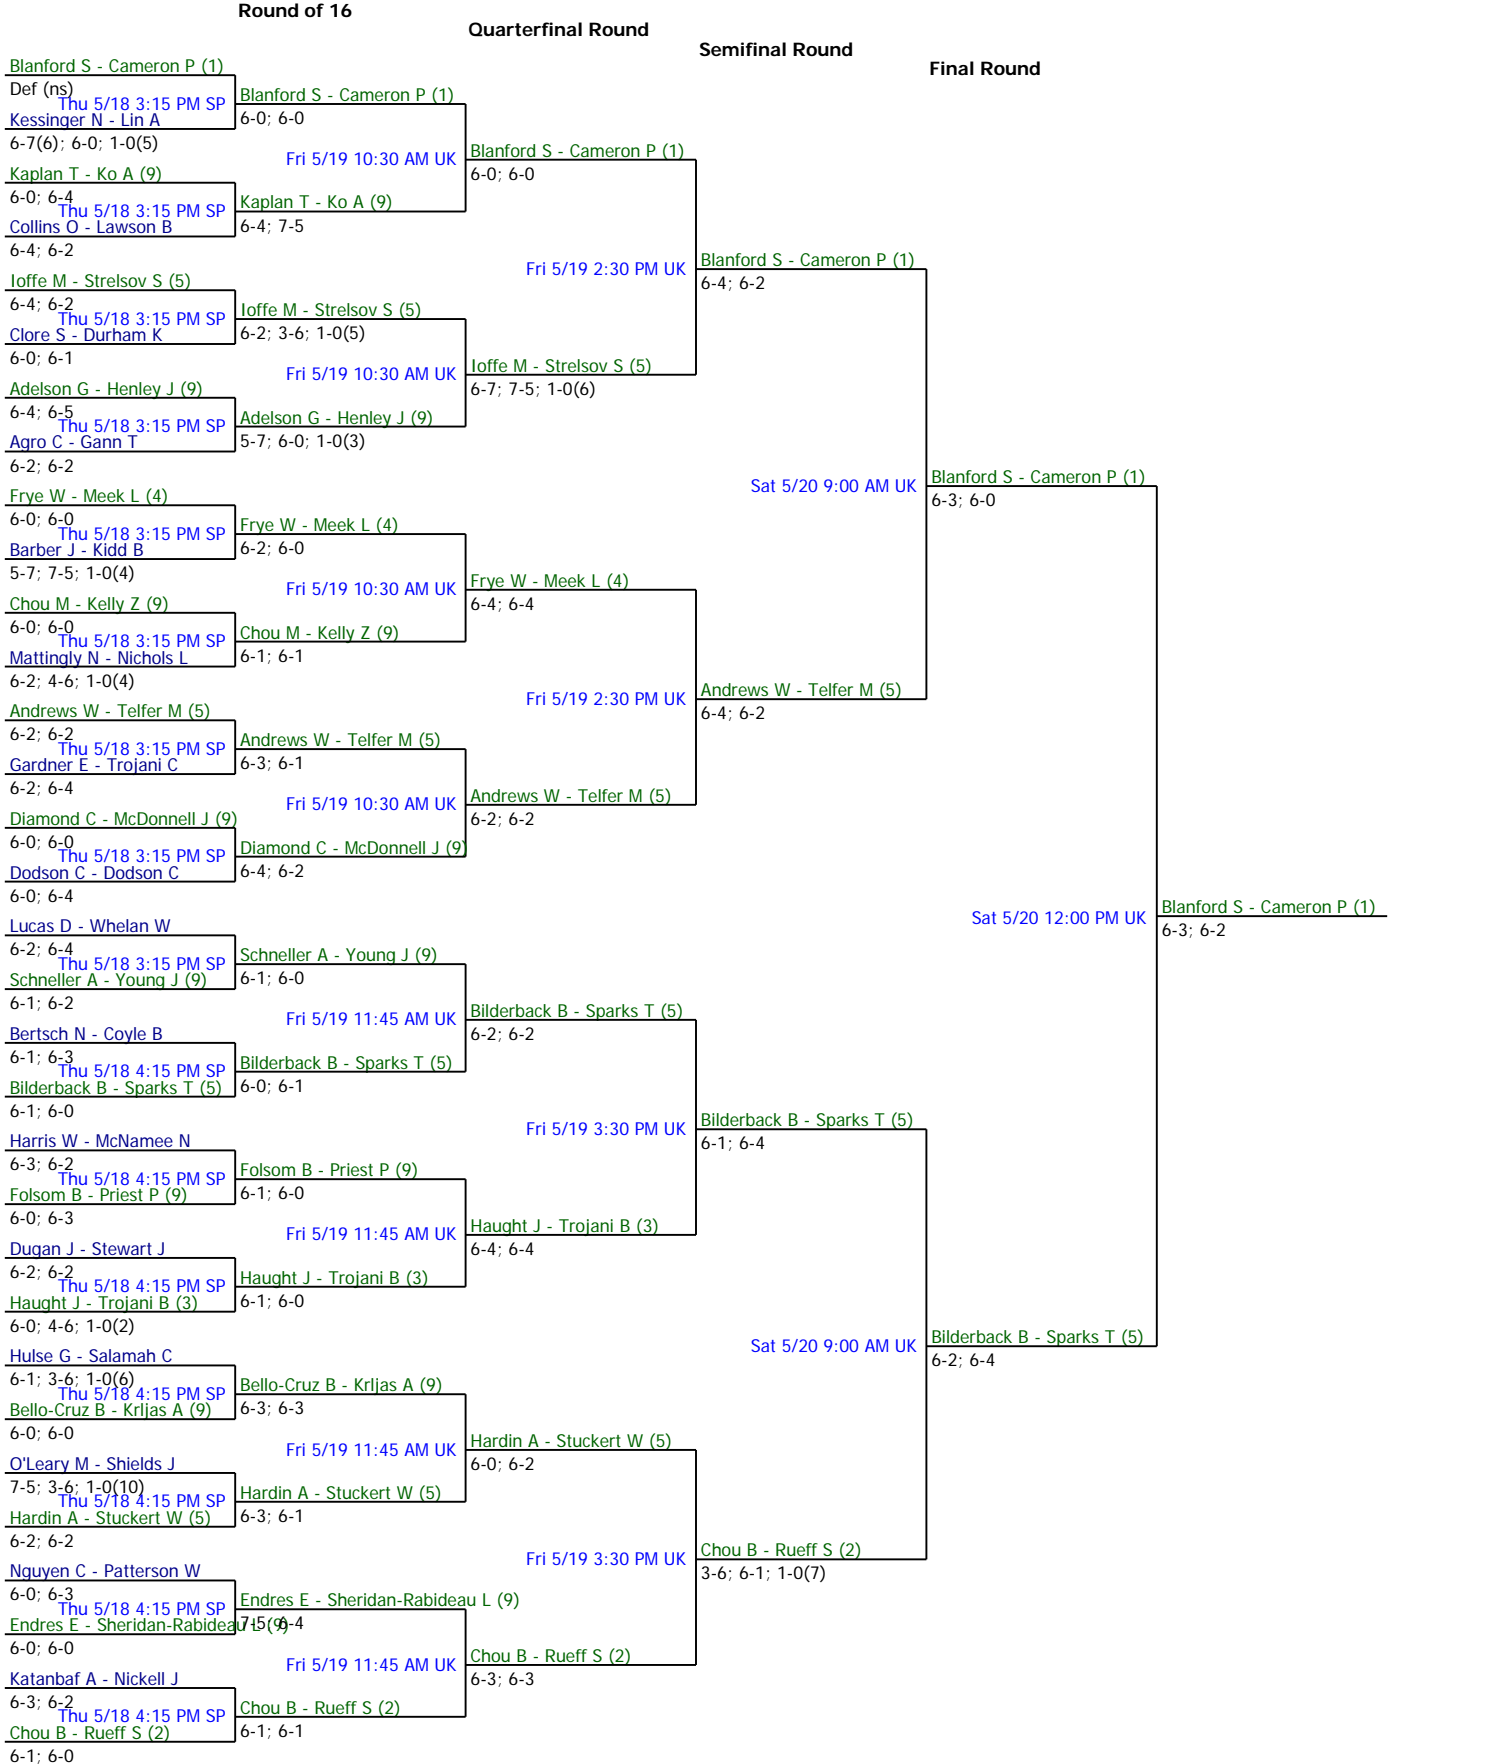 Round of 16
Quarterfinal Round
Semifinal Round
Final Round
Blanford S - Cameron P (1)
Def (ns)
Thu 5/18 3:15 PM SP
Kessinger N - Lin A
6-7(6); 6-0; 1-0(5)
Kaplan T - Ko A (9)
6-0; 6-4
Thu 5/18 3:15 PM SP
Collins O - Lawson B
6-4; 6-2
Ioffe M - Strelsov S (5)
6-4; 6-2
Thu 5/18 3:15 PM SP
Clore S - Durham K
6-0; 6-1
Adelson G - Henley J (9)
6-4; 6-5
Thu 5/18 3:15 PM SP
Agro C - Gann T
6-2; 6-2
Frye W - Meek L (4)
6-0; 6-0
Thu 5/18 3:15 PM SP
Barber J - Kidd B
5-7; 7-5; 1-0(4)
Chou M - Kelly Z (9)
6-0; 6-0
Thu 5/18 3:15 PM SP
Mattingly N - Nichols L
6-2; 4-6; 1-0(4)
Andrews W - Telfer M (5)
6-2; 6-2
Thu 5/18 3:15 PM SP
Gardner E - Trojani C
6-2; 6-4
Diamond C - McDonnell J (9)
6-0; 6-0
Thu 5/18 3:15 PM SP
Dodson C - Dodson C
6-0; 6-4
Lucas D - Whelan W
6-2; 6-4
Thu 5/18 3:15 PM SP
Schneller A - Young J (9)
6-1; 6-2
Bertsch N - Coyle B
6-1; 6-3
Thu 5/18 4:15 PM SP
Bilderback B - Sparks T (5)
6-1; 6-0
Harris W - McNamee N
6-3; 6-2
Thu 5/18 4:15 PM SP
Folsom B - Priest P (9)
6-0; 6-3
Dugan J - Stewart J
6-2; 6-2
Thu 5/18 4:15 PM SP
Haught J - Trojani B (3)
6-0; 4-6; 1-0(2)
Hulse G - Salamah C
6-1; 3-6; 1-0(6)
Thu 5/18 4:15 PM SP
Bello-Cruz B - Krljas A (9)
6-0; 6-0
O'Leary M - Shields J
7-5; 3-6; 1-0(10)
Thu 5/18 4:15 PM SP
Hardin A - Stuckert W (5)
6-2; 6-2
Nguyen C - Patterson W
6-0; 6-3
Thu 5/18 4:15 PM SP
Endres E - Sheridan-Rabideau L (9)
6-0; 6-0
Katanbaf A - Nickell J
6-3; 6-2
Thu 5/18 4:15 PM SP
Chou B - Rueff S (2)
6-1; 6-0
Blanford S - Cameron P (1)
6-0; 6-0
Fri 5/19 10:30 AM UK
Kaplan T - Ko A (9)
6-4; 7-5
Ioffe M - Strelsov S (5)
6-2; 3-6; 1-0(5)
Fri 5/19 10:30 AM UK
Adelson G - Henley J (9)
5-7; 6-0; 1-0(3)
Frye W - Meek L (4)
6-2; 6-0
Fri 5/19 10:30 AM UK
Chou M - Kelly Z (9)
6-1; 6-1
Andrews W - Telfer M (5)
6-3; 6-1
Fri 5/19 10:30 AM UK
Diamond C - McDonnell J (9)
6-4; 6-2
Schneller A - Young J (9)
6-1; 6-0
Fri 5/19 11:45 AM UK
Bilderback B - Sparks T (5)
6-0; 6-1
Folsom B - Priest P (9)
6-1; 6-0
Fri 5/19 11:45 AM UK
Haught J - Trojani B (3)
6-1; 6-0
Bello-Cruz B - Krljas A (9)
6-3; 6-3
Fri 5/19 11:45 AM UK
Hardin A - Stuckert W (5)
6-3; 6-1
Endres E - Sheridan-Rabideau L (9)
7-5; 6-4
Fri 5/19 11:45 AM UK
Chou B - Rueff S (2)
6-1; 6-1
Blanford S - Cameron P (1)
6-0; 6-0
Fri 5/19 2:30 PM UK
Ioffe M - Strelsov S (5)
6-7; 7-5; 1-0(6)
Frye W - Meek L (4)
6-4; 6-4
Fri 5/19 2:30 PM UK
Andrews W - Telfer M (5)
6-2; 6-2
Bilderback B - Sparks T (5)
6-2; 6-2
Fri 5/19 3:30 PM UK
Haught J - Trojani B (3)
6-4; 6-4
Hardin A - Stuckert W (5)
6-0; 6-2
Fri 5/19 3:30 PM UK
Chou B - Rueff S (2)
6-3; 6-3
Blanford S - Cameron P (1)
6-4; 6-2
Sat 5/20 9:00 AM UK
Andrews W - Telfer M (5)
6-4; 6-2
Bilderback B - Sparks T (5)
6-1; 6-4
Sat 5/20 9:00 AM UK
Chou B - Rueff S (2)
3-6; 6-1; 1-0(7)
Blanford S - Cameron P (1)
6-3; 6-0
Sat 5/20 12:00 PM UK
Bilderback B - Sparks T (5)
6-2; 6-4
Blanford S - Cameron P (1)
6-3; 6-2